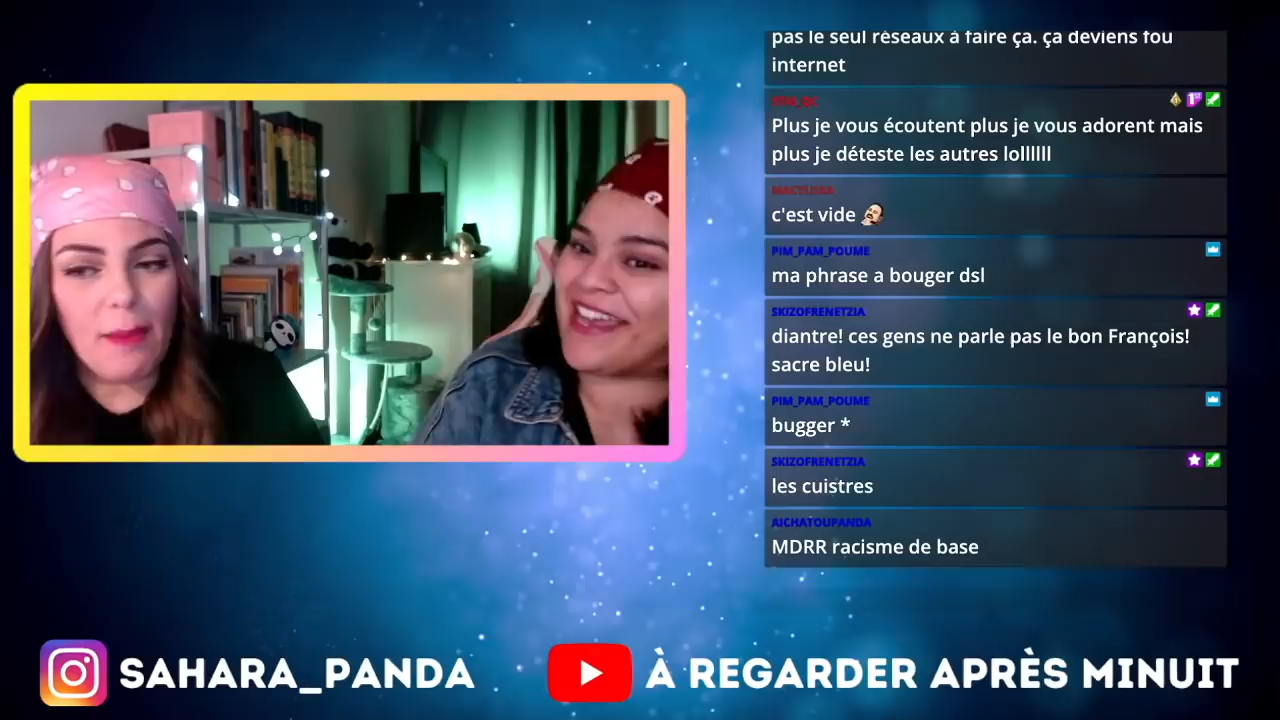 pas le seul réseaux à faire ça. ça deviens fou
internet
Plus je vous écoutent plus je vous adorent mais
plus je déteste les autres lollllll
c'est vide
PIM_PAM_POUME
ma phrase a bouger dsl
SKIZOFRENETZIA
diantre! ces gens ne parle pas le bon François!
sacre bleu!
PIM_PAM_POUME
bugger *
SKIZOFRENETZIA
les cuistres
AICHATOUPANDA
MDRR racisme de base
SAHARA_PANDA
À REGARDER APRÈS MINUIT